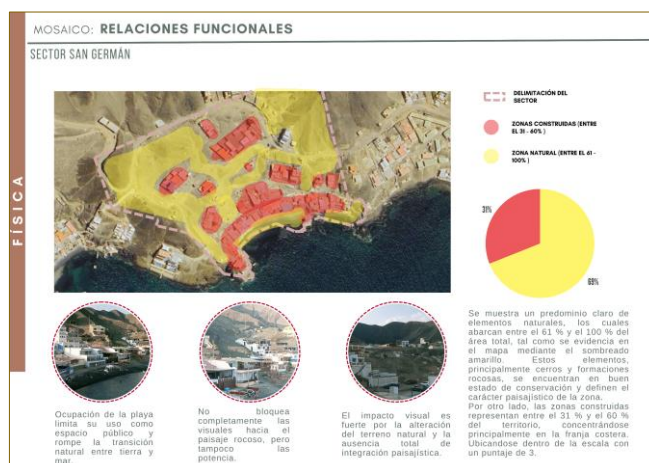 MOSAICO: RELACIONES FUNCIONALES
SECTOR SAN GERMÁN
FÍSICA
DELIMITACIÓN DEL
SECTOR
ZONAS CONSTRUIDAS (ENTRE
EL 31 - 60% )
ZONA NATURAL (ENTRE EL 61 -
100% )
31%
69%
Se muestra un predominio claro de
elementos naturales, los cuales
abarcan entre el 61 % y el 100 % del
área total, tal como se evidencia en
el mapa mediante el sombreado
amarillo. Estos elementos,
principalmente cerros y formaciones
rocosas, se encuentran en buen
estado de conservación y definen el
carácter paisajístico de la zona.
Por otro lado, las zonas construidas
representan entre el 31 % y el 60 %
del territorio, concentrándose
principalmente en la franja costera.
Ubicandose dentro de la escala con
un puntaje de 3.
Ocupación de la playa
limita su uso como
espacio público y
rompe la transición
natural entre tierra y
mar.
No bloquea
completamente las
visuales hacia el
paisaje rocoso, pero
tampoco las
potencia.
El impacto visual es
fuerte por la alteración
del terreno natural y la
ausencia total de
integración paisajística.